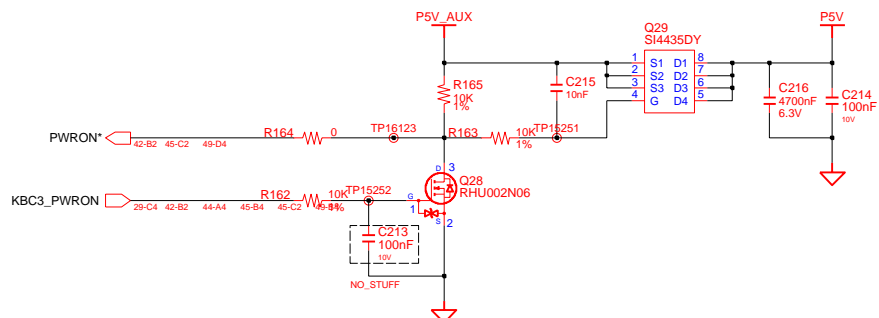 P5V_AUX
P5V
Q29
SI4435DY
1 S1 D1 8
2 S2 D2 7
3 S3 D3 6
4 G D4 5
R165
10K
1%
C215
10nF
C216
4700nF
6.3V
C214
100nF
10V
PWRON*
42-B2 45-C2 49-D4
R164 0
TP16123
R163 10K
1%
TP15251
D 3
Q28
RHU002N06
G
1
S
2
KBC3_PWRON
29-C4 42-B2 44-A4 45-B4 45-C2
R162 10K
1%
TP15252
C213
100nF
10V
NO_STUFF